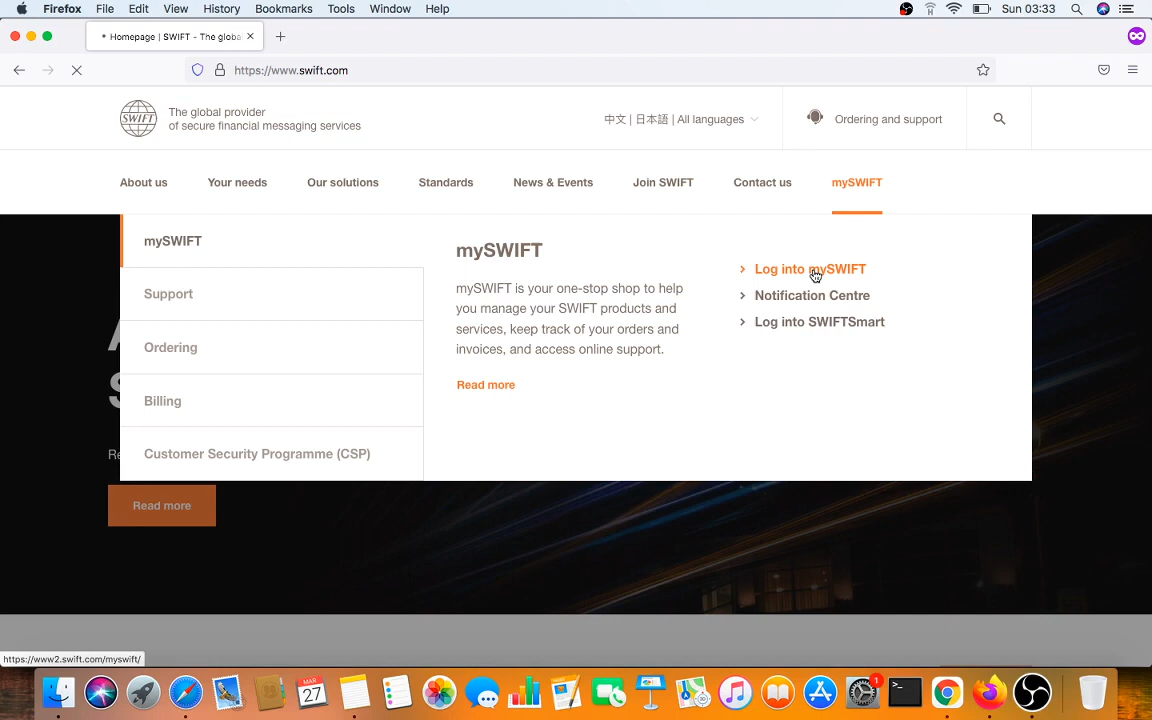 Firefox File Edit View History Bookmarks Tools Window Help Sun 03:33
Homepage | SWIFT - The globa
https://www.swift.com
SWIFT
The global provider
of secure financial messaging services
中文 | 日本語 | All languages
Ordering and support
About us Your needs Our solutions Standards News & Events Join SWIFT Contact us mySWIFT
mySWIFT
Support
Ordering
Billing
Customer Security Programme (CSP)
mySWIFT
mySWIFT is your one-stop shop to help
you manage your SWIFT products and
services, keep track of your orders and
invoices, and access online support.
Read more
Log into mySWIFT
Notification Centre
Log into SWIFTSmart
Read more
https://www2.swift.com/myswift/
MAR
27
1